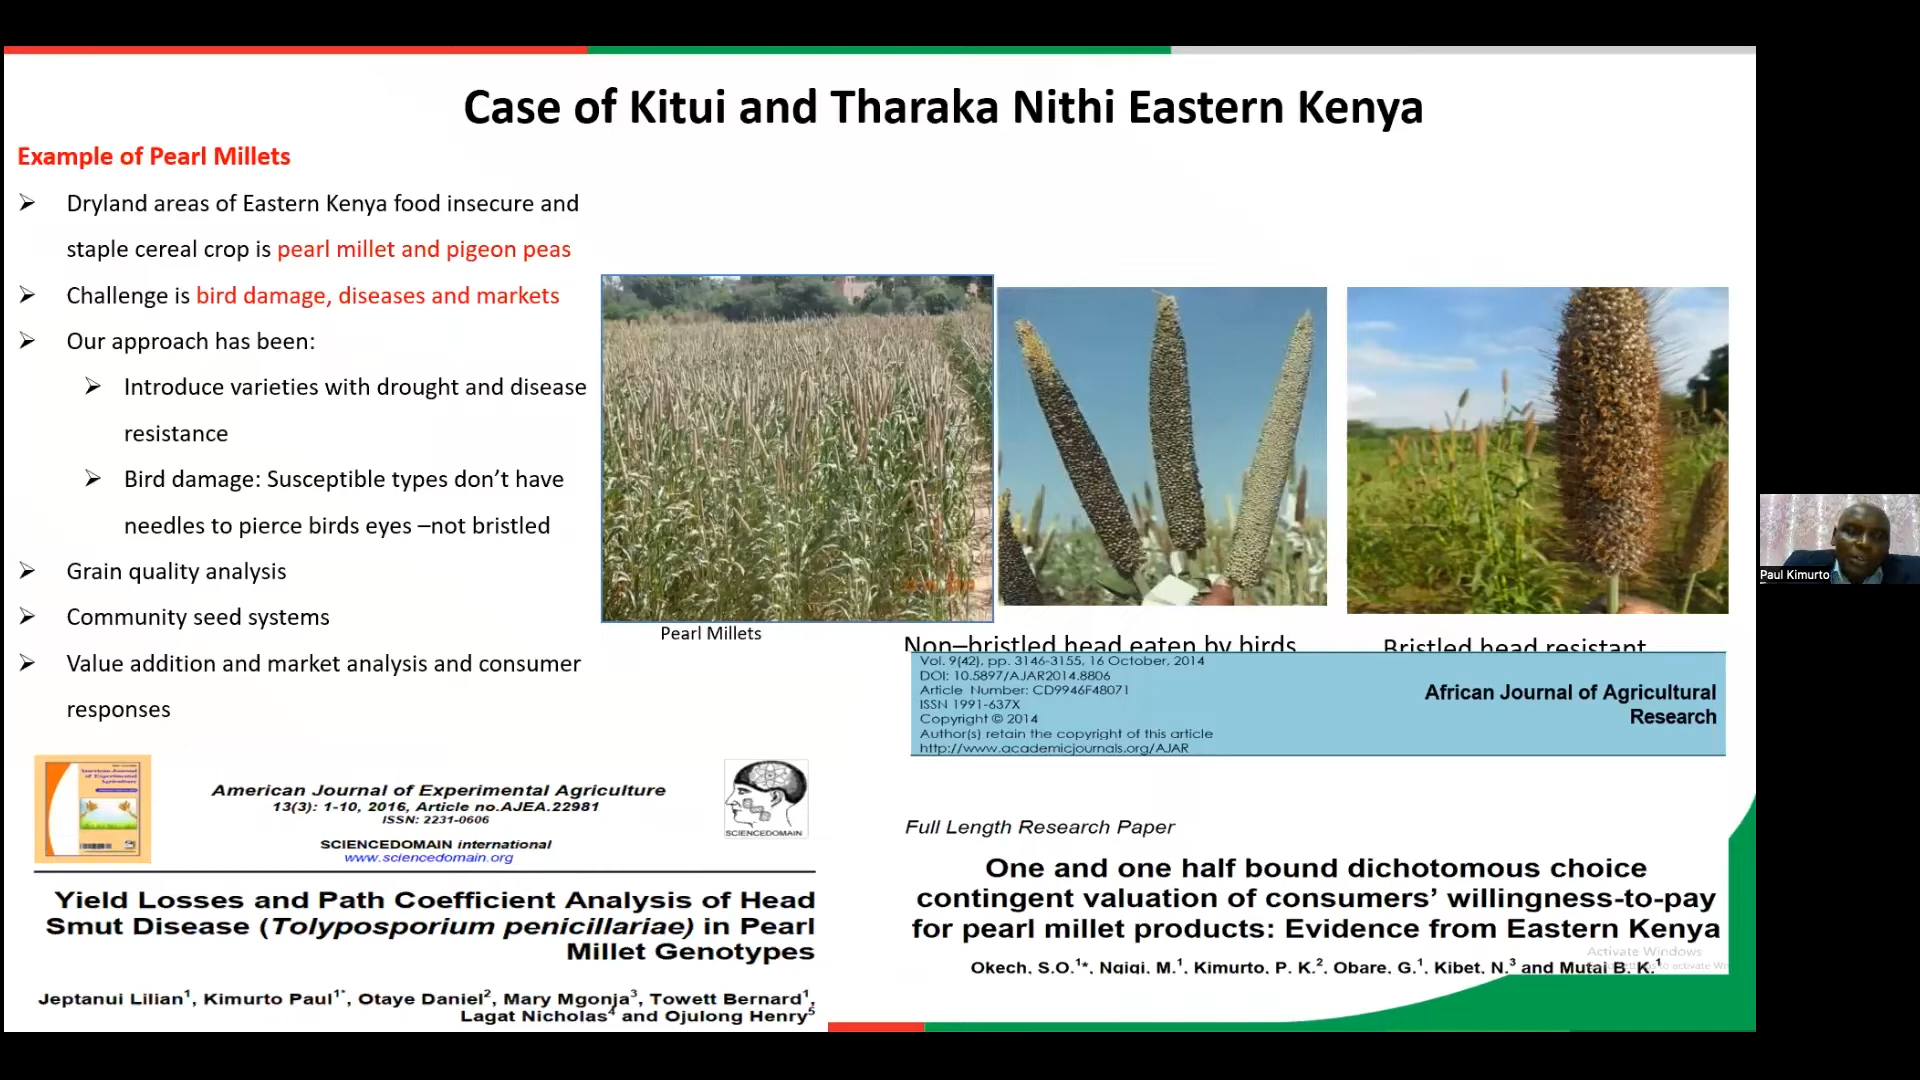 Case of Kitui and Tharaka Nithi Eastern Kenya
Example of Pearl Millets
➢ Dryland areas of Eastern Kenya food insecure and
staple cereal crop is pearl millet and pigeon peas
➢ Challenge is bird damage, diseases and markets
➢ Our approach has been:
➢ Introduce varieties with drought and disease
resistance
➢ Bird damage: Susceptible types don’t have
needles to pierce birds eyes –not bristled
➢ Grain quality analysis
➢ Community seed systems
➢ Value addition and market analysis and consumer
responses
Pearl Millets
Non–bristled head eaten by birds
Bristled head resistant
Vol. 9(42), pp. 3146-3155, 16 October, 2014
DOI: 10.5897/AJAR2014.8806
Article Number: CD9946F48071
ISSN 1991-637X
Copyright © 2014
Author(s) retain the copyright of this article
http://www.academicjournals.org/AJAR
African Journal of Agricultural
Research
American Journal of Experimental Agriculture
13(3): 1-10, 2016, Article no.AJEA.22981
ISSN: 2231-0606
SCIENCEDOMAIN international
www.sciencedomain.org
SCIENCEDOMAIN
Yield Losses and Path Coefficient Analysis of Head
Smut Disease (Tolyposporium penicillariae) in Pearl
Millet Genotypes
Jeptanui Lilian¹, Kimurto Paul¹*, Otaye Daniel², Mary Mgonja³, Towett Bernard¹,
Lagat Nicholas⁴ and Ojulong Henry⁵
Full Length Research Paper
One and one half bound dichotomous choice
contingent valuation of consumers’ willingness-to-pay
for pearl millet products: Evidence from Eastern Kenya
Okech, S.O.¹*, Ngigi, M.¹, Kimurto, P. K.², Obare, G.¹, Kibet, N.³ and Mutai B. K.¹
Activate Windows
Paul Kimurto